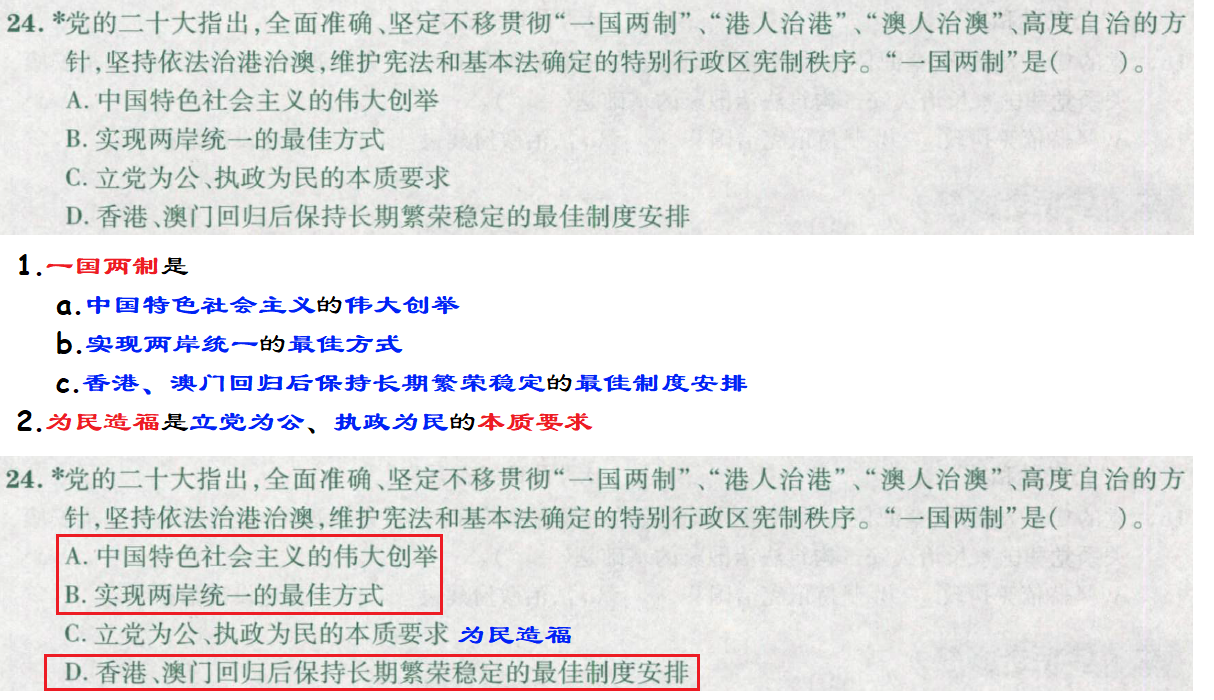 24. *党的二十大指出,全面准确、坚定不移贯彻“一国两制”、“港人治港”、“澳人治澳”、高度自治的方
针,坚持依法治港治澳,维护宪法和基本法确定的特别行政区宪制秩序。“一国两制”是(　　)。
A. 中国特色社会主义的伟大创举
B. 实现两岸统一的最佳方式
C. 立党为公、执政为民的本质要求
D. 香港、澳门回归后保持长期繁荣稳定的最佳制度安排
1.一国两制是
a.中国特色社会主义的伟大创举
b.实现两岸统一的最佳方式
c.香港、澳门回归后保持长期繁荣稳定的最佳制度安排
2.为民造福是立党为公、执政为民的本质要求
24. *党的二十大指出,全面准确、坚定不移贯彻“一国两制”、“港人治港”、“澳人治澳”、高度自治的方
针,坚持依法治港治澳,维护宪法和基本法确定的特别行政区宪制秩序。“一国两制”是(　　)。
A. 中国特色社会主义的伟大创举
B. 实现两岸统一的最佳方式
C. 立党为公、执政为民的本质要求 为民造福
D. 香港、澳门回归后保持长期繁荣稳定的最佳制度安排